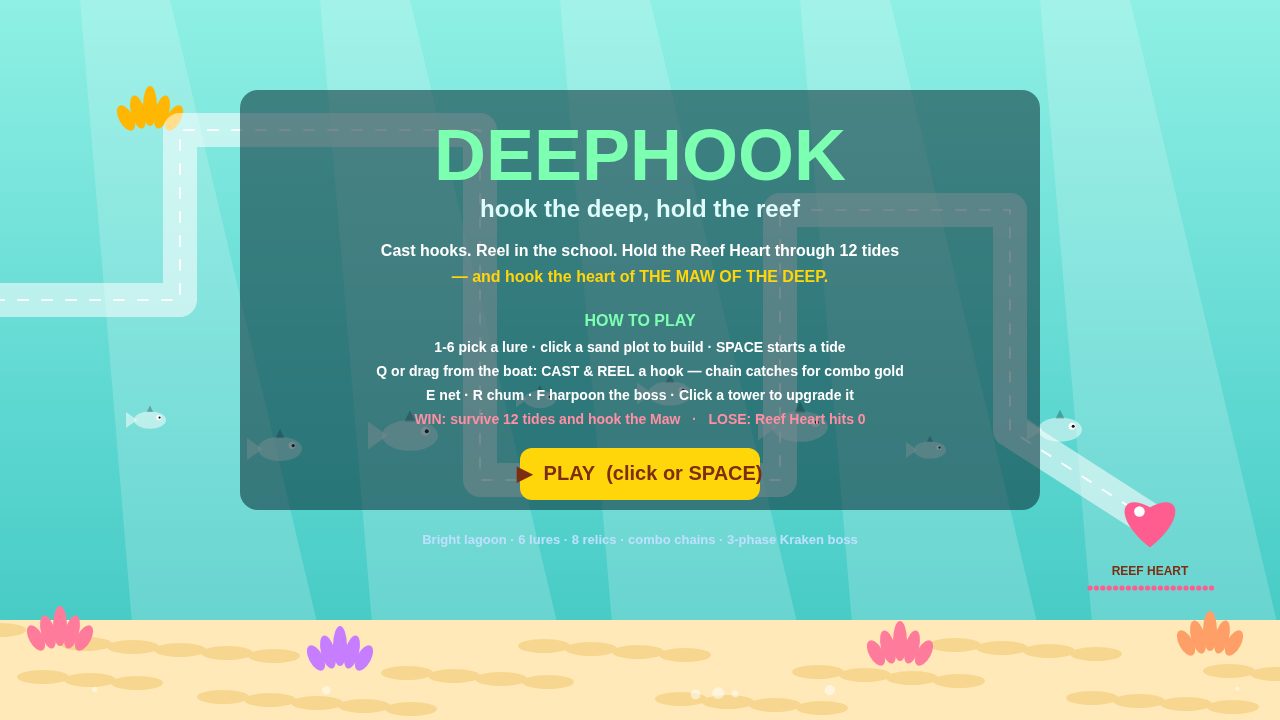 DEEPHOOK
hook the deep, hold the reef
Cast hooks. Reel in the school. Hold the Reef Heart through 12 tides
— and hook the heart of THE MAW OF THE DEEP.
HOW TO PLAY
1-6 pick a lure · click a sand plot to build · SPACE starts a tide
Q or drag from the boat: CAST & REEL a hook — chain catches for combo gold
E net · R chum · F harpoon the boss · Click a tower to upgrade it
WIN: survive 12 tides and hook the Maw · LOSE: Reef Heart hits 0
▶ PLAY (click or SPACE)
Bright lagoon · 6 lures · 8 relics · combo chains · 3-phase Kraken boss
REEF HEART